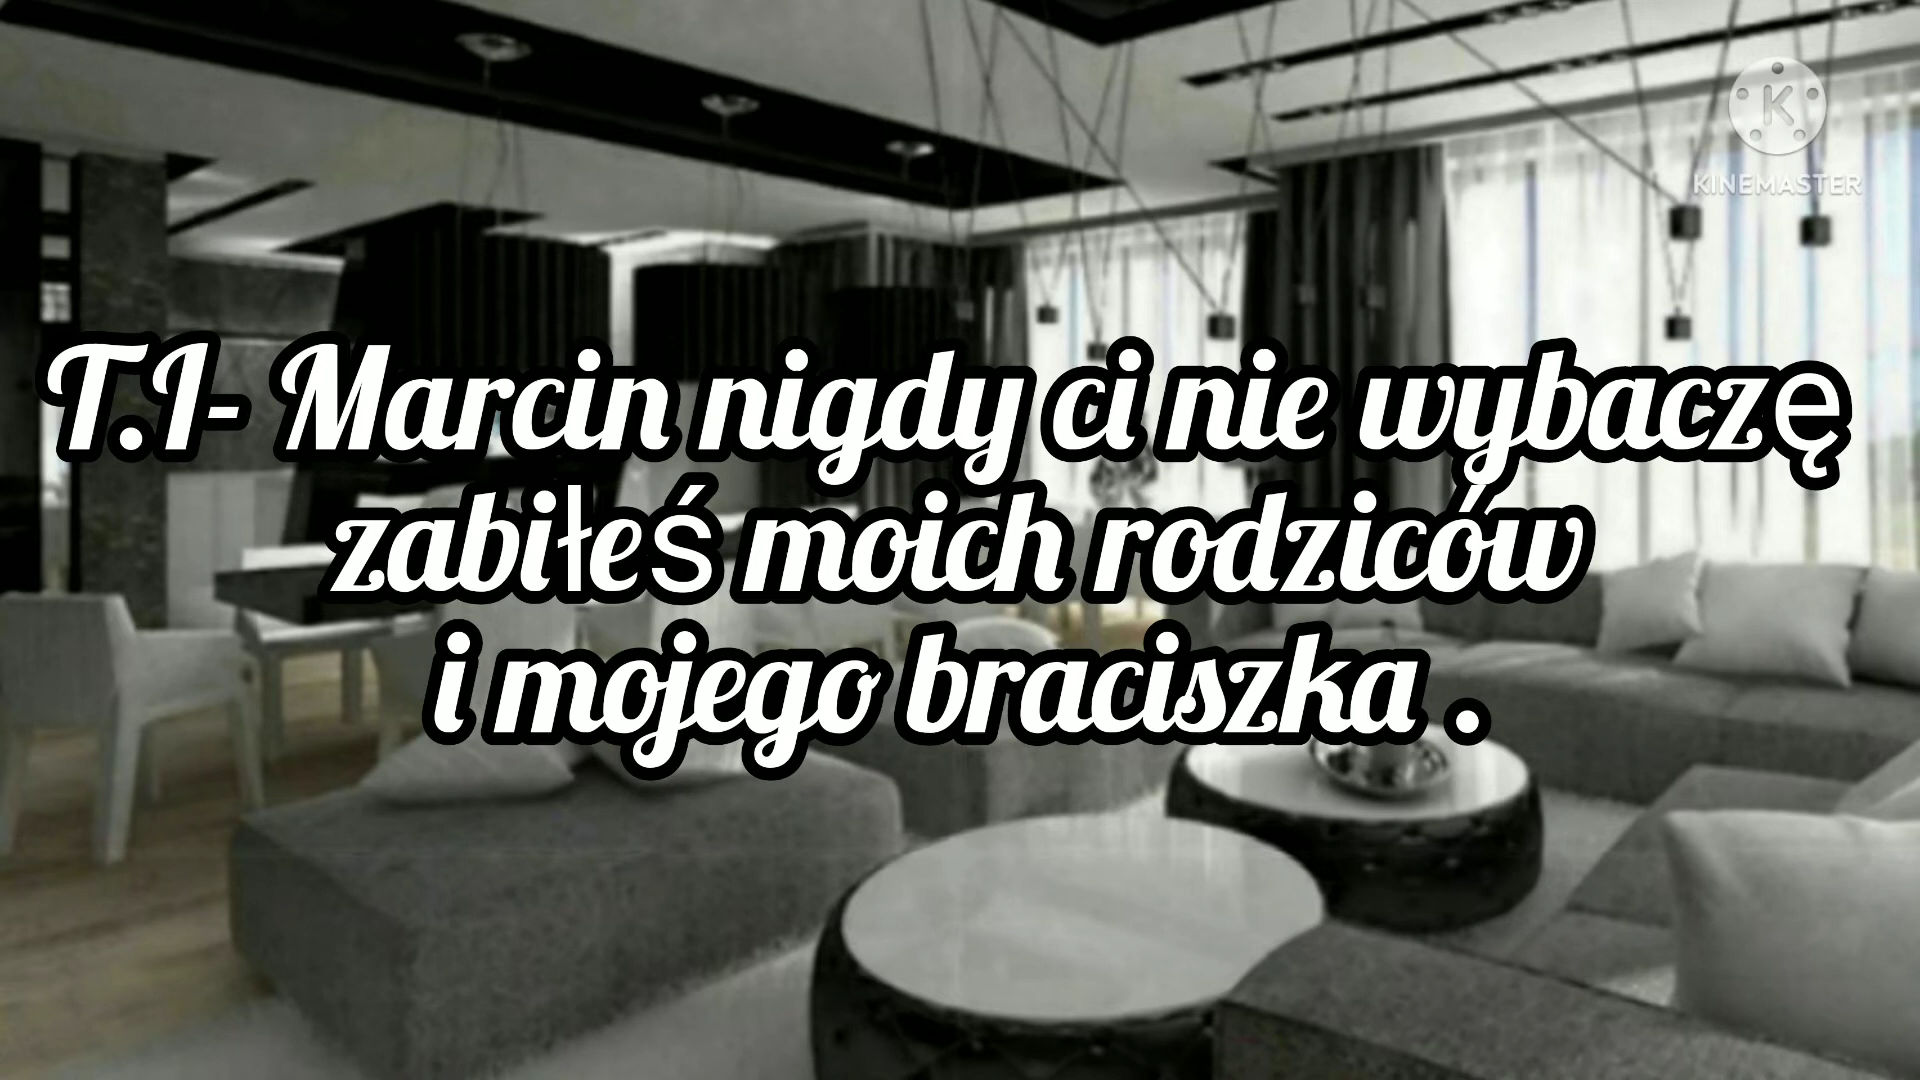 KINEMASTER
T.I- Marcin nigdy ci nie wybaczę
zabiłeś moich rodziców
i mojego braciszka .